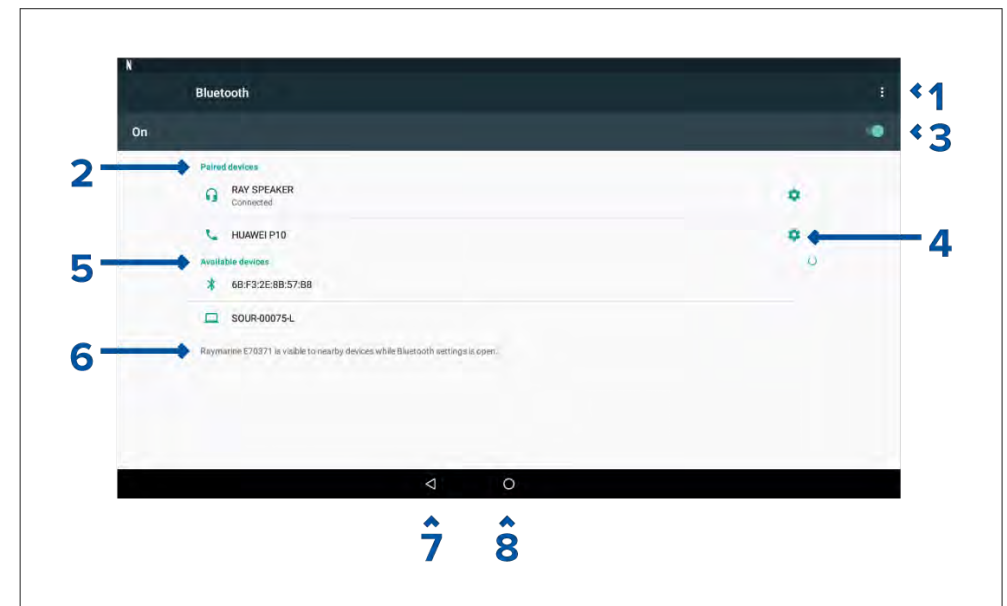 N
Bluetooth
1
On
3
2
Paired devices
RAY SPEAKER
Connected
HUAWEI P10
4
5
Available devices
6B:F3:2E:8B:57:B8
SOUR-00075-L
6
Raymarine E70371 is visible to nearby devices while Bluetooth settings is open.
7
8